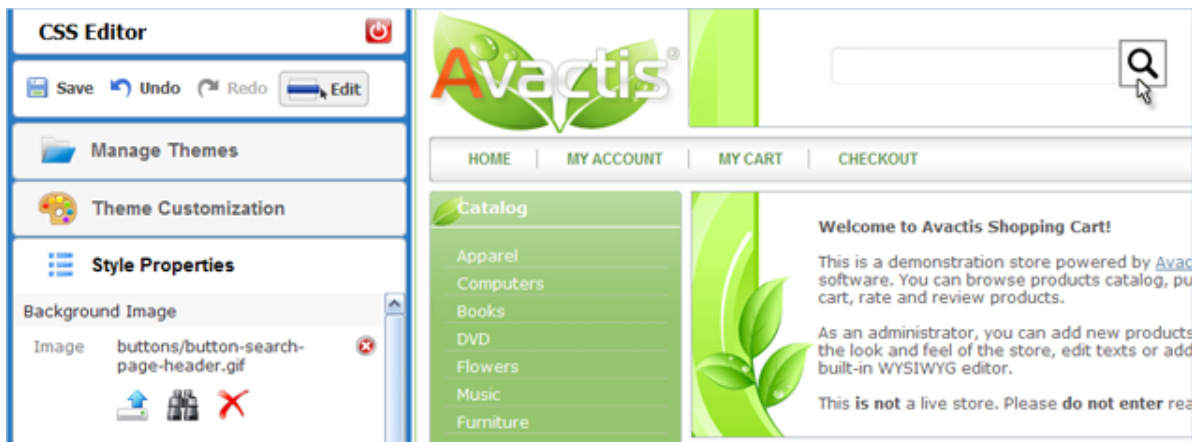 CSS Editor
Save Undo Redo Edit
Manage Themes
Theme Customization
Style Properties
Background Image
Image buttons/button-search-
page-header.gif
Avactis®
HOME MY ACCOUNT MY CART CHECKOUT
Catalog
Apparel
Computers
Books
DVD
Flowers
Music
Furniture
Welcome to Avactis Shopping Cart!
This is a demonstration store powered by
software. You can browse products catalog,
cart, rate and review products.
As an administrator, you can add new products
the look and feel of the store, edit texts or add
built-in WYSIWYG editor.
This is not a live store. Please do not enter